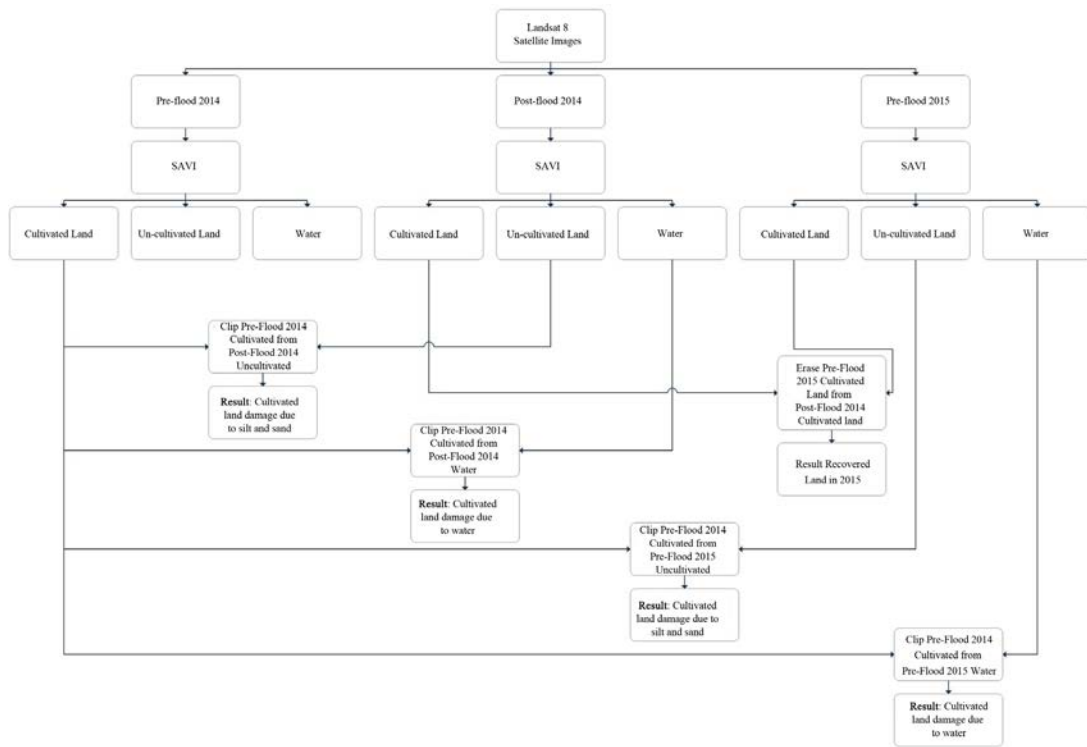 Landsat 8
Satellite Images
Pre-flood 2014
Post-flood 2014
Pre-flood 2015
SAVI
SAVI
SAVI
Cultivated Land
Un-cultivated Land
Water
Cultivated Land
Un-cultivated Land
Water
Cultivated Land
Un-cultivated Land
Water
Clip Pre-Flood 2014
Cultivated from
Post-Flood 2014
Uncultivated
Result: Cultivated
land damage due
to silt and sand
Erase Pre-Flood
2015 Cultivated
Land from
Post-Flood 2014
Cultivated land
Result Recovered
Land in 2015
Clip Pre-Flood 2014
Cultivated from
Post-Flood 2014
Water
Result: Cultivated
land damage due
to water
Clip Pre-Flood 2014
Cultivated from
Pre-Flood 2015
Uncultivated
Result: Cultivated
land damage due to
silt and sand
Clip Pre-Flood 2014
Cultivated from
Pre-Flood 2015 Water
Result: Cultivated
land damage due
to water